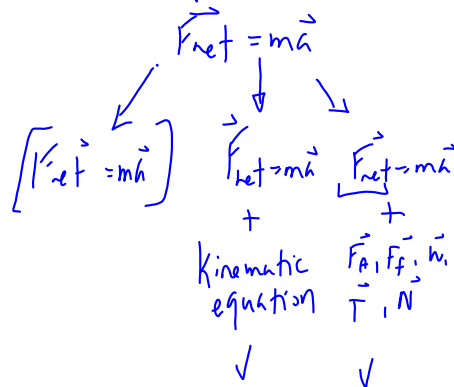 F⃗net = ma⃗
[F⃗net = ma⃗]
F⃗net = ma⃗
+
Kinematic
equation
✓
F⃗net = ma⃗
+
F⃗A, F⃗f, w⃗,
T⃗, N⃗
✓